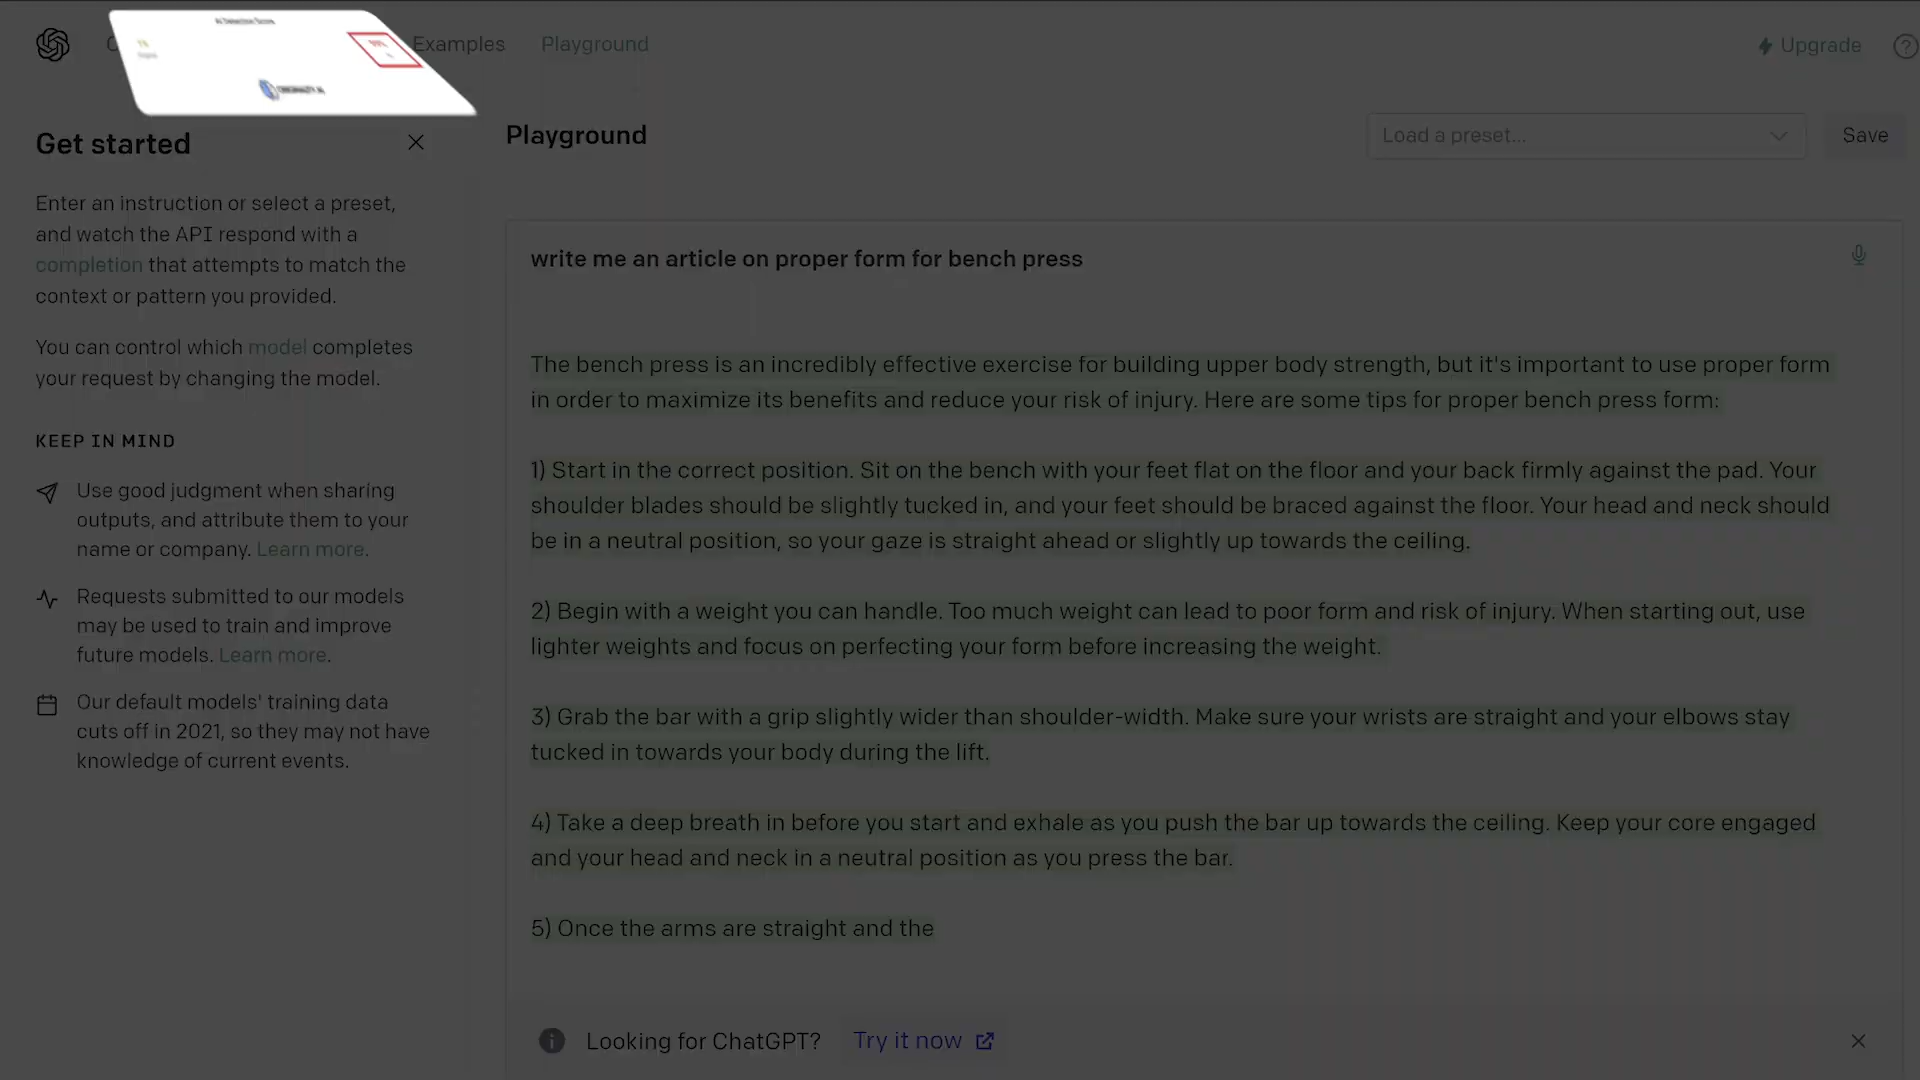 AI Detection Score
Examples
Playground
Upgrade
Get started
Enter an instruction or select a preset,
and watch the API respond with a
completion that attempts to match the
context or pattern you provided.
You can control which model completes
your request by changing the model.
KEEP IN MIND
Use good judgment when sharing
outputs, and attribute them to your
name or company. Learn more.
Requests submitted to our models
may be used to train and improve
future models. Learn more.
Our default models' training data
cuts off in 2021, so they may not have
knowledge of current events.
Playground
Load a preset...
Save
write me an article on proper form for bench press
The bench press is an incredibly effective exercise for building upper body strength, but it's important to use proper form
in order to maximize its benefits and reduce your risk of injury. Here are some tips for proper bench press form:
1) Start in the correct position. Sit on the bench with your feet flat on the floor and your back firmly against the pad. Your
shoulder blades should be slightly tucked in, and your feet should be braced against the floor. Your head and neck should
be in a neutral position, so your gaze is straight ahead or slightly up towards the ceiling.
2) Begin with a weight you can handle. Too much weight can lead to poor form and risk of injury. When starting out, use
lighter weights and focus on perfecting your form before increasing the weight.
3) Grab the bar with a grip slightly wider than shoulder-width. Make sure your wrists are straight and your elbows stay
tucked in towards your body during the lift.
4) Take a deep breath in before you start and exhale as you push the bar up towards the ceiling. Keep your core engaged
and your head and neck in a neutral position as you press the bar.
5) Once the arms are straight and the
Looking for ChatGPT? Try it now